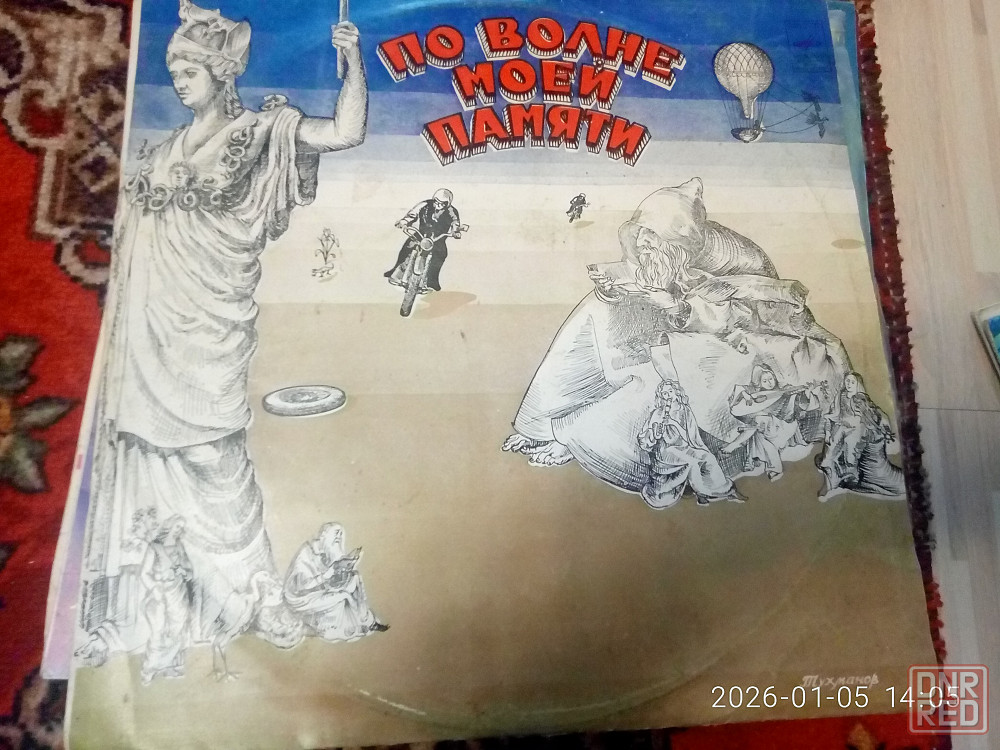 ПО ВОЛНЕ
МОЕЙ
ПАМЯТИ
Тухманов
2026-01-05 14:05
DNR
RED